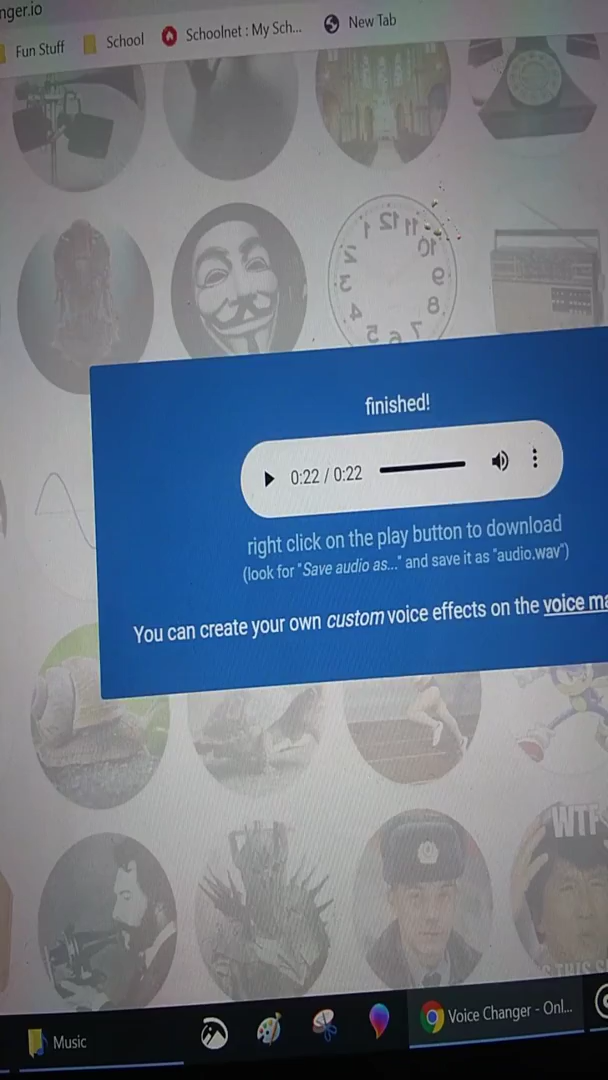 nger.io
Fun Stuff School Schoolnet : My Sch... New Tab
finished!
0:22 / 0:22
right click on the play button to download
(look for "Save audio as..." and save it as "audio.wav")
You can create your own custom voice effects on the voice ma
WTF
Music Voice Changer - Onl...